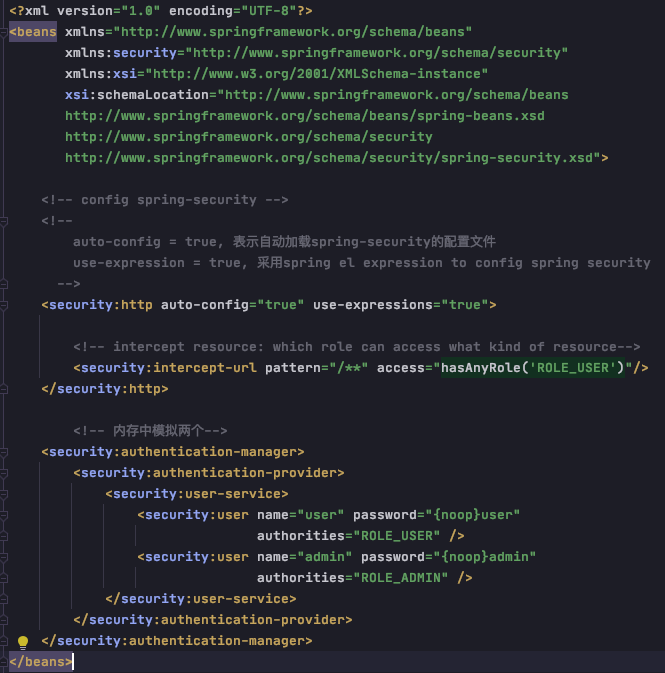 <?xml version="1.0" encoding="UTF-8"?>
<beans xmlns="http://www.springframework.org/schema/beans"
xmlns:security="http://www.springframework.org/schema/security"
xmlns:xsi="http://www.w3.org/2001/XMLSchema-instance"
xsi:schemaLocation="http://www.springframework.org/schema/beans
http://www.springframework.org/schema/beans/spring-beans.xsd
http://www.springframework.org/schema/security
http://www.springframework.org/schema/security/spring-security.xsd">
<!-- config spring-security -->
<!--
auto-config = true, 表示自动加载spring-security的配置文件
use-expression = true, 采用spring el expression to config spring security
-->
<security:http auto-config="true" use-expressions="true">
<!-- intercept resource: which role can access what kind of resource-->
<security:intercept-url pattern="/**" access="hasAnyRole('ROLE_USER')"/>
</security:http>
<!-- 内存中模拟两个-->
<security:authentication-manager>
<security:authentication-provider>
<security:user-service>
<security:user name="user" password="{noop}user"
authorities="ROLE_USER" />
<security:user name="admin" password="{noop}admin"
authorities="ROLE_ADMIN" />
</security:user-service>
</security:authentication-provider>
</security:authentication-manager>
</beans>